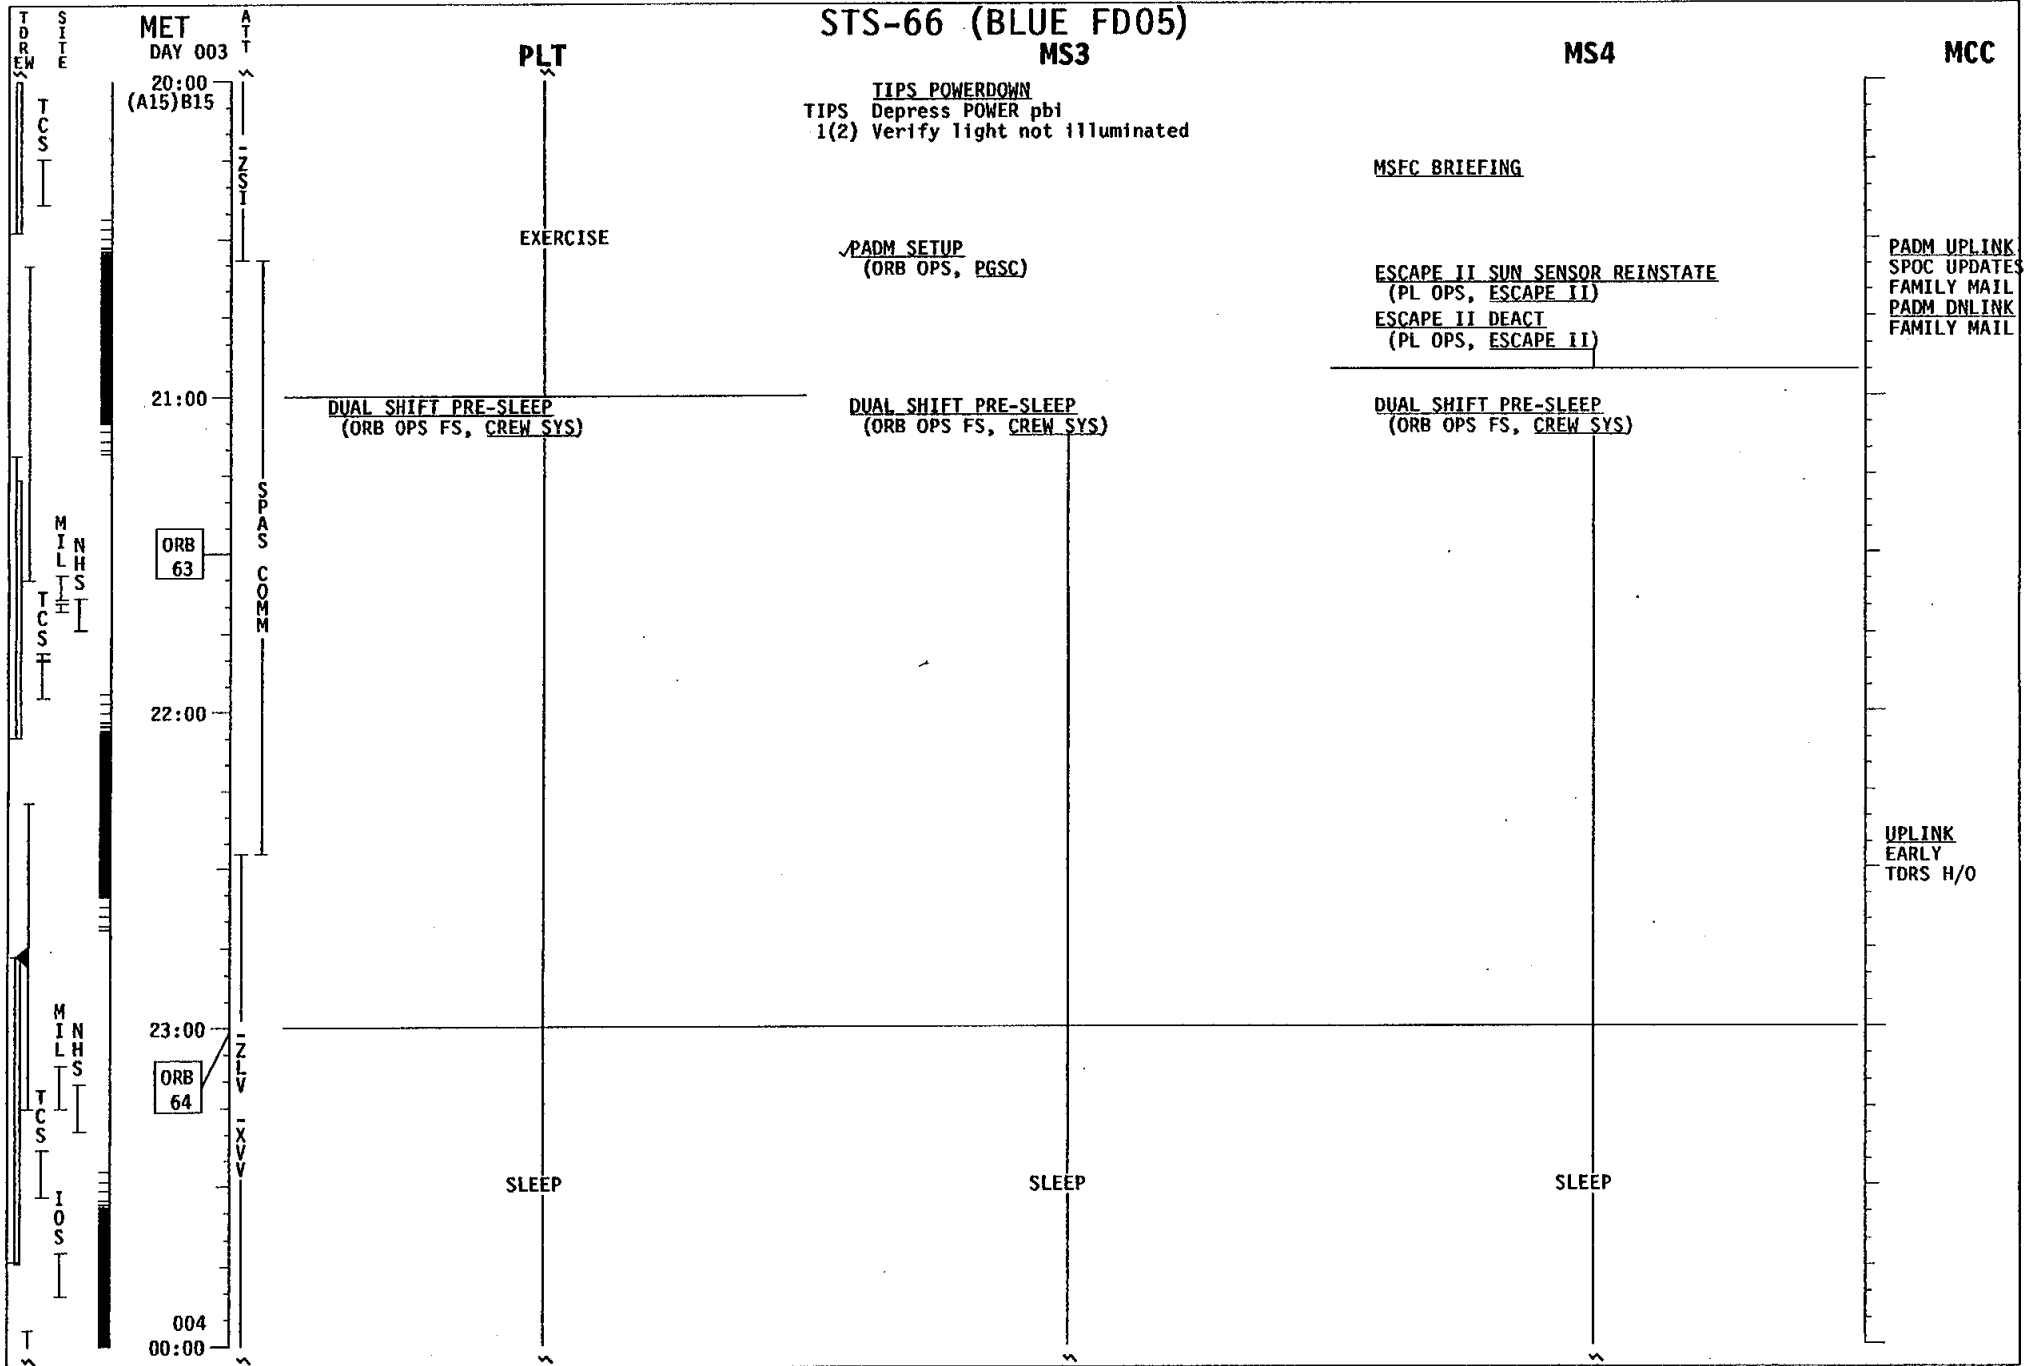 STS-66 (BLUE FD05)
TDRE W
SITE
MET
DAY 003
ATT
PLT
MS3
MS4
MCC
20:00
(A15)B15
TCS
-ZSI
TIPS POWERDOWN
TIPS Depress POWER pbi
1(2) Verify light not illuminated
MSFC BRIEFING
EXERCISE
√PADM SETUP
(ORB OPS, PGSC)
ESCAPE II SUN SENSOR REINSTATE
(PL OPS, ESCAPE II)
ESCAPE II DEACT
(PL OPS, ESCAPE II)
PADM UPLINK
SPOC UPDATES
FAMILY MAIL
PADM DNLINK
FAMILY MAIL
21:00
DUAL SHIFT PRE-SLEEP
(ORB OPS FS, CREW SYS)
DUAL SHIFT PRE-SLEEP
(ORB OPS FS, CREW SYS)
DUAL SHIFT PRE-SLEEP
(ORB OPS FS, CREW SYS)
SPAS COMM
MIL
NHS
TCS
ORB
63
22:00
UPLINK
EARLY
TDRS H/O
23:00
MIL
NHS
TCS
IOS
ORB
64
-ZLV -XVV
SLEEP
SLEEP
SLEEP
004
00:00